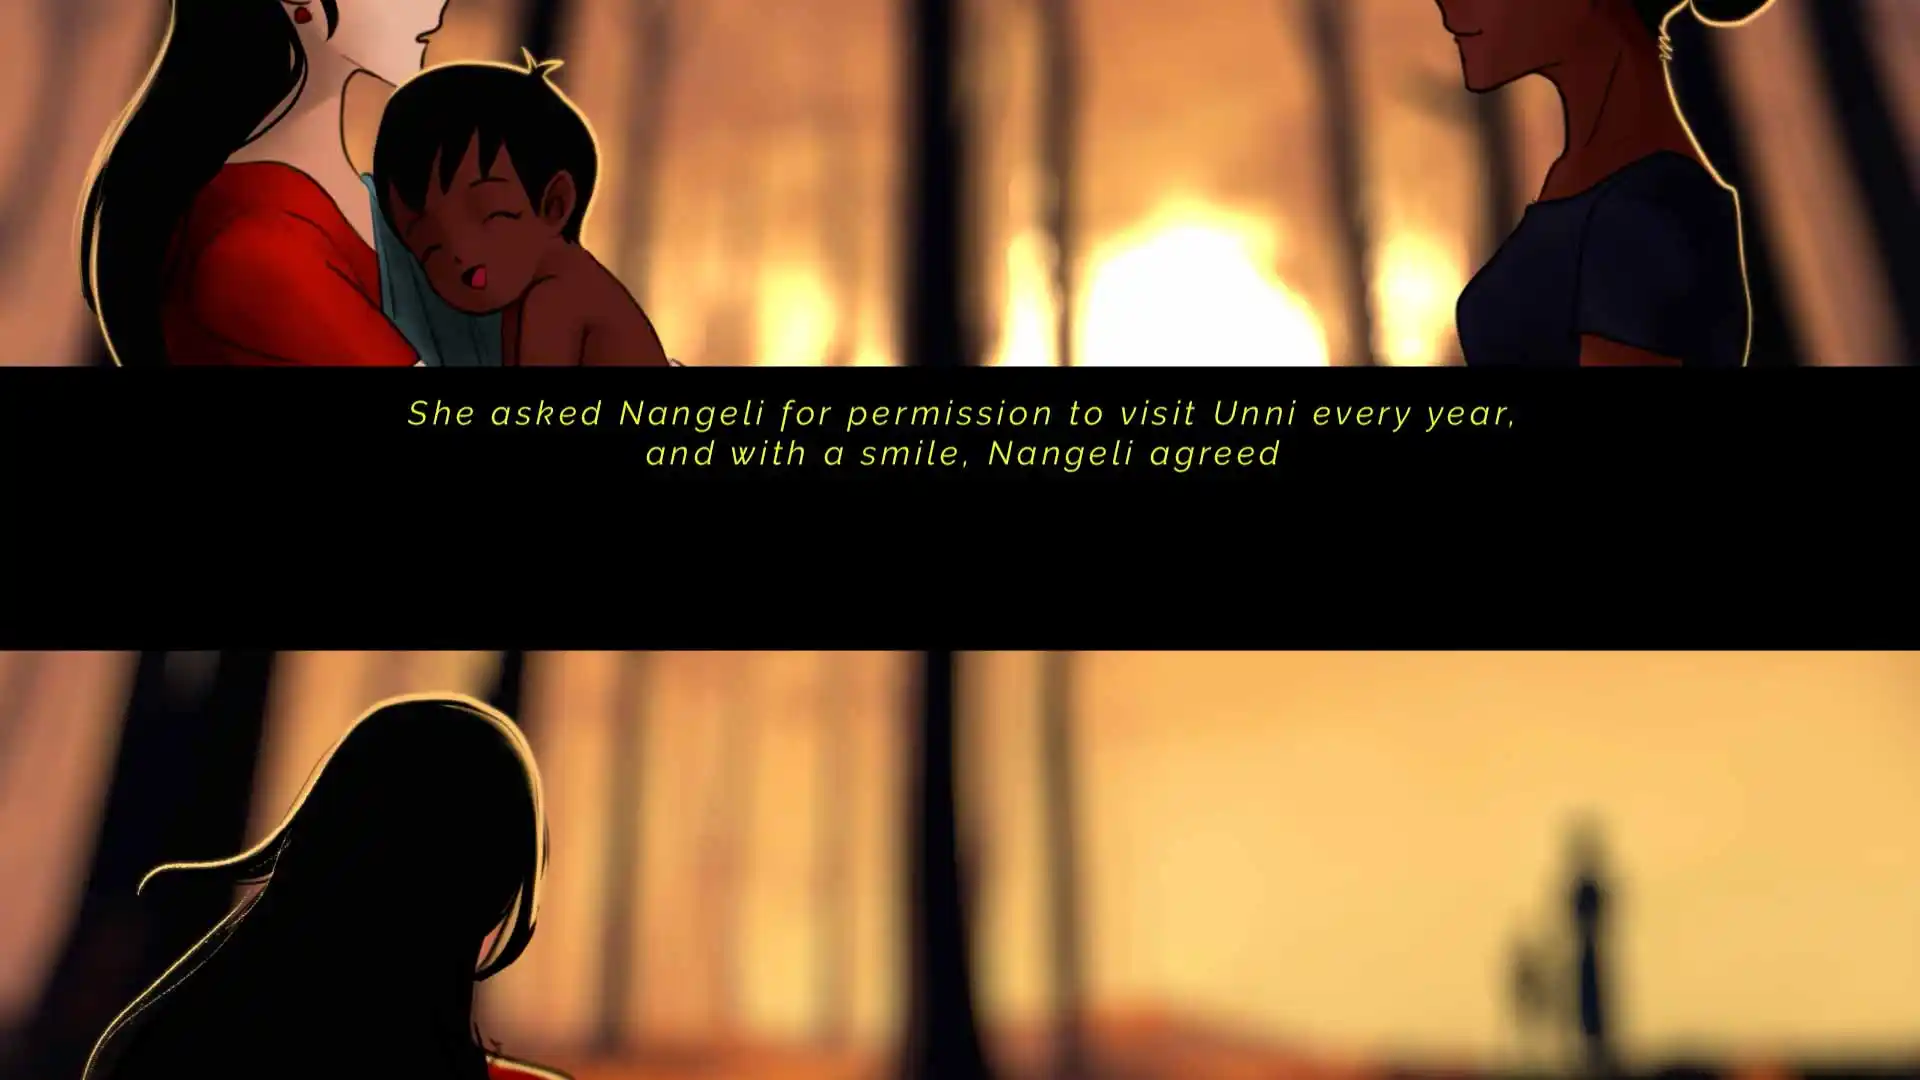 She asked Nangeli for permission to visit Unni every year,
and with a smile, Nangeli agreed